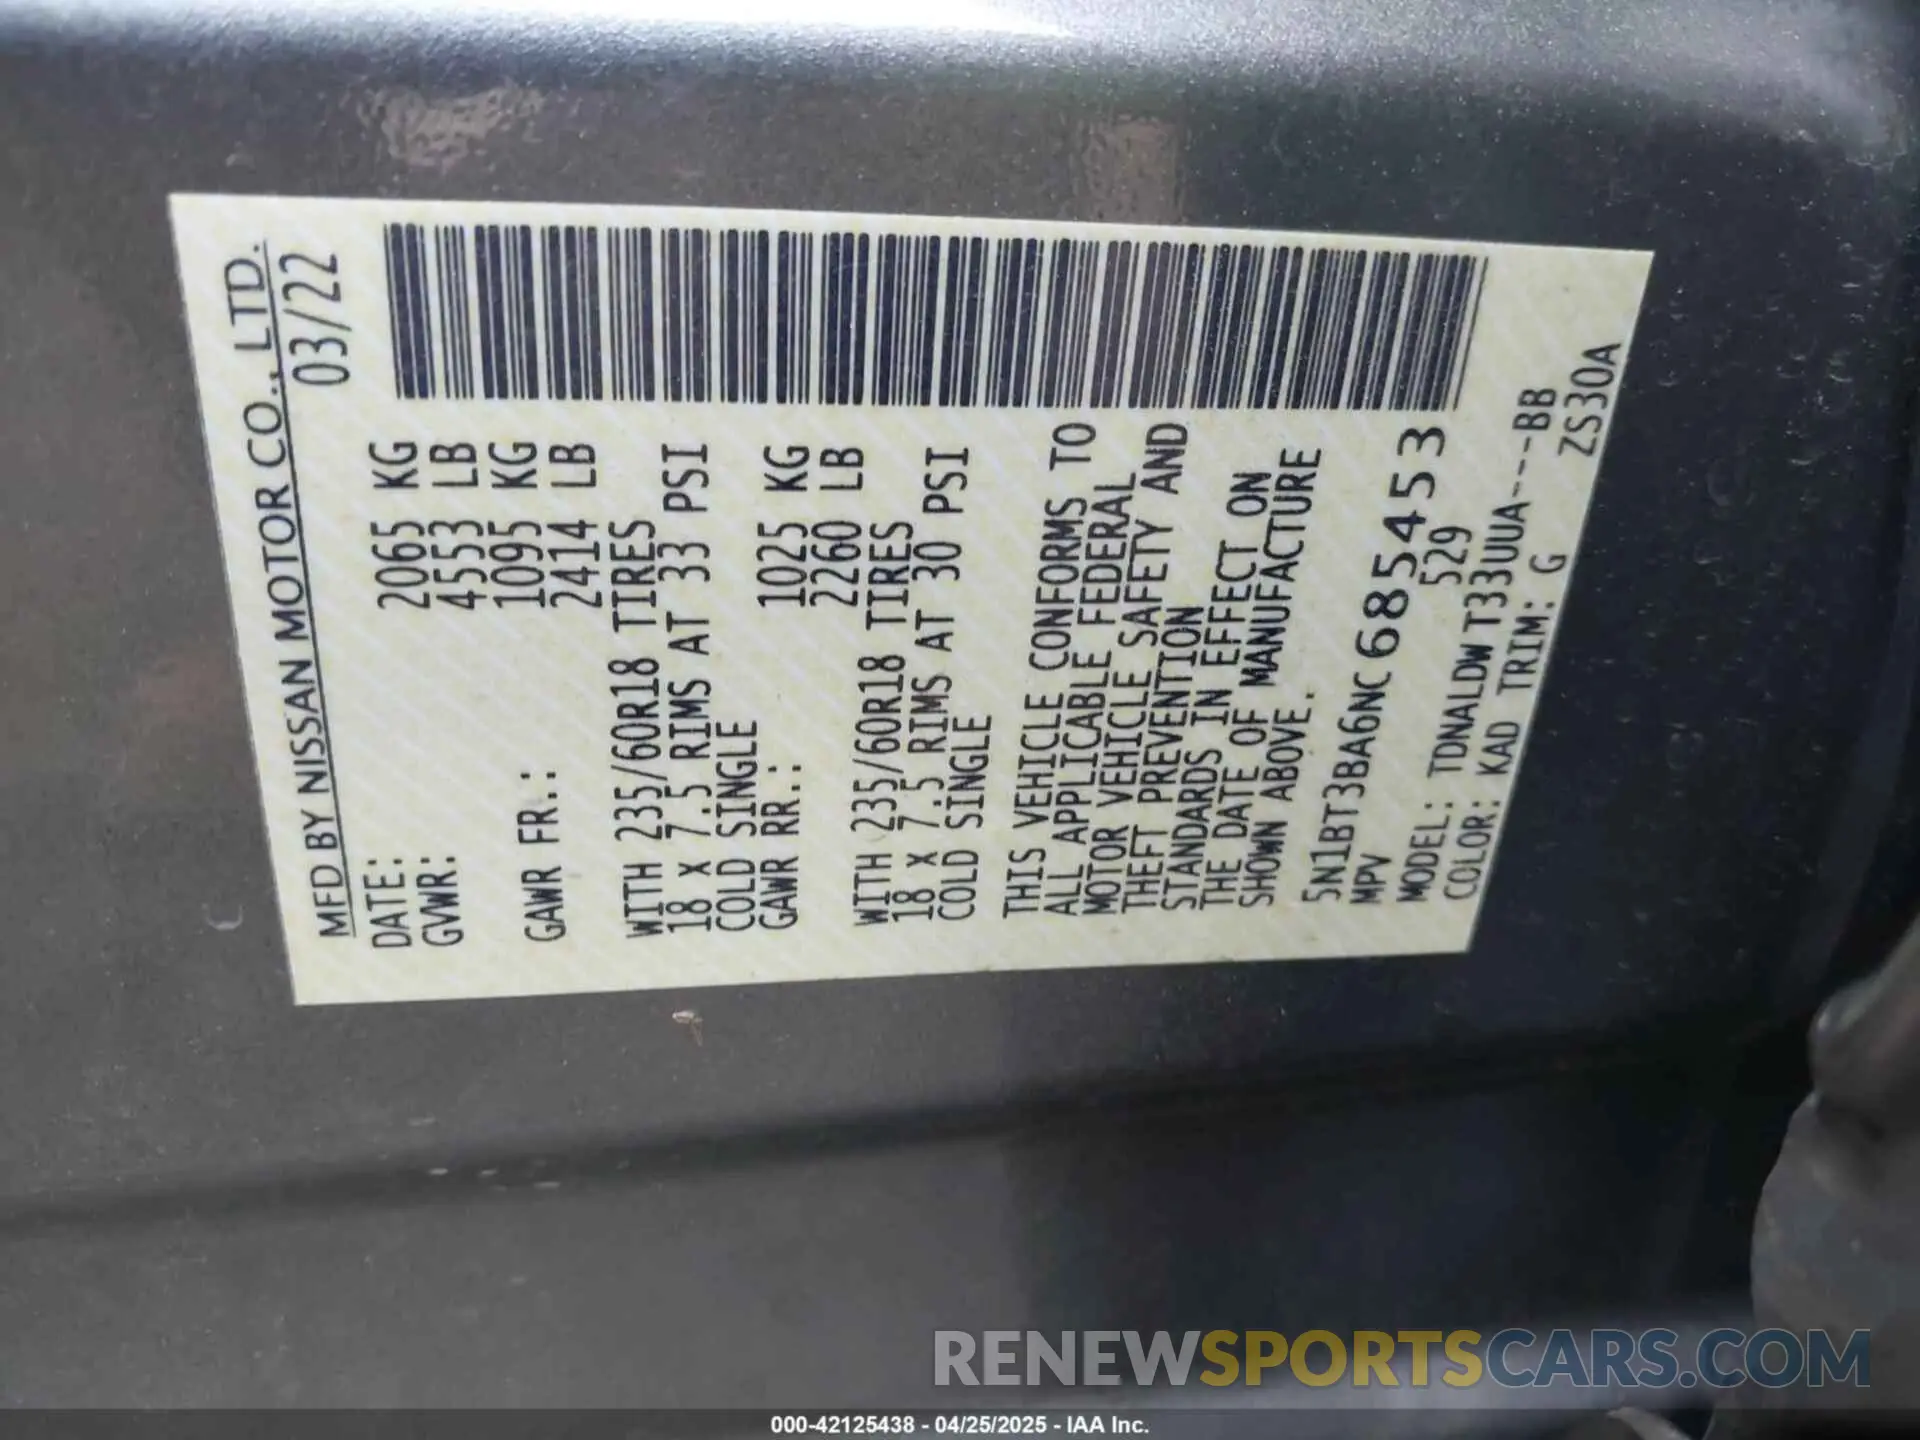 MFD BY NISSAN MOTOR CO., LTD.
DATE: 03/22
GVWR: 2065 KG
4553 LB
GAWR FR.: 1095 KG
2414 LB
WITH 235/60R18 TIRES
18 X 7.5 RIMS AT 33 PSI
COLD SINGLE
GAWR RR.: 1025 KG
2260 LB
WITH 235/60R18 TIRES
18 X 7.5 RIMS AT 30 PSI
COLD SINGLE
THIS VEHICLE CONFORMS TO
ALL APPLICABLE FEDERAL
MOTOR VEHICLE SAFETY AND
THEFT PREVENTION
STANDARDS IN EFFECT ON
THE DATE OF MANUFACTURE
SHOWN ABOVE.
5N1BT3BA6NC685453
MPV 529
MODEL: TDNALDW T33UUA---BB
COLOR: KAD TRIM: G ZS30A
RENEWSPORTSCARS.COM
000-42125438 - 04/25/2025 - IAA Inc.